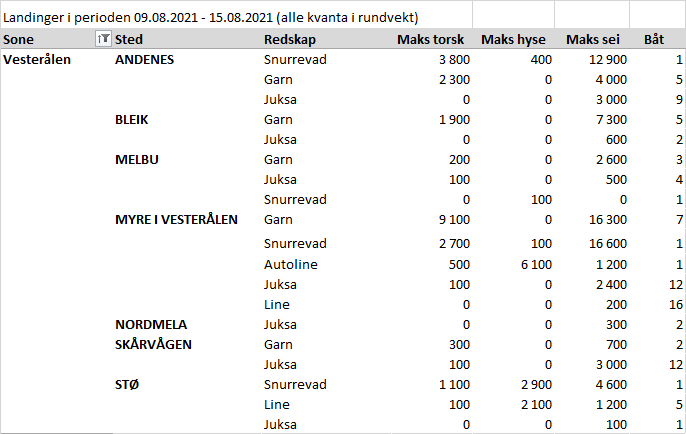 Landinger i perioden 09.08.2021 - 15.08.2021 (alle kvanta i rundvekt)
Sone Sted Redskap Maks torsk Maks hyse Maks sei Båt
Vesterålen ANDENES Snurrevad 3 800 400 12 900 1
Garn 2 300 0 4 000 5
Juksa 0 0 3 000 9
BLEIK Garn 1 900 0 7 300 5
Juksa 0 0 600 2
MELBU Garn 200 0 2 600 3
Juksa 100 0 500 4
Snurrevad 0 100 0 1
MYRE I VESTERÅLEN Garn 9 100 0 16 300 7
Snurrevad 2 700 100 16 600 1
Autoline 500 6 100 1 200 1
Juksa 100 0 2 400 12
Line 0 0 200 16
NORDMELA Juksa 0 0 300 2
SKÅRVÅGEN Garn 300 0 700 2
Juksa 100 0 3 000 12
STØ Snurrevad 1 100 2 900 4 600 1
Line 100 2 100 1 200 5
Juksa 0 0 100 1